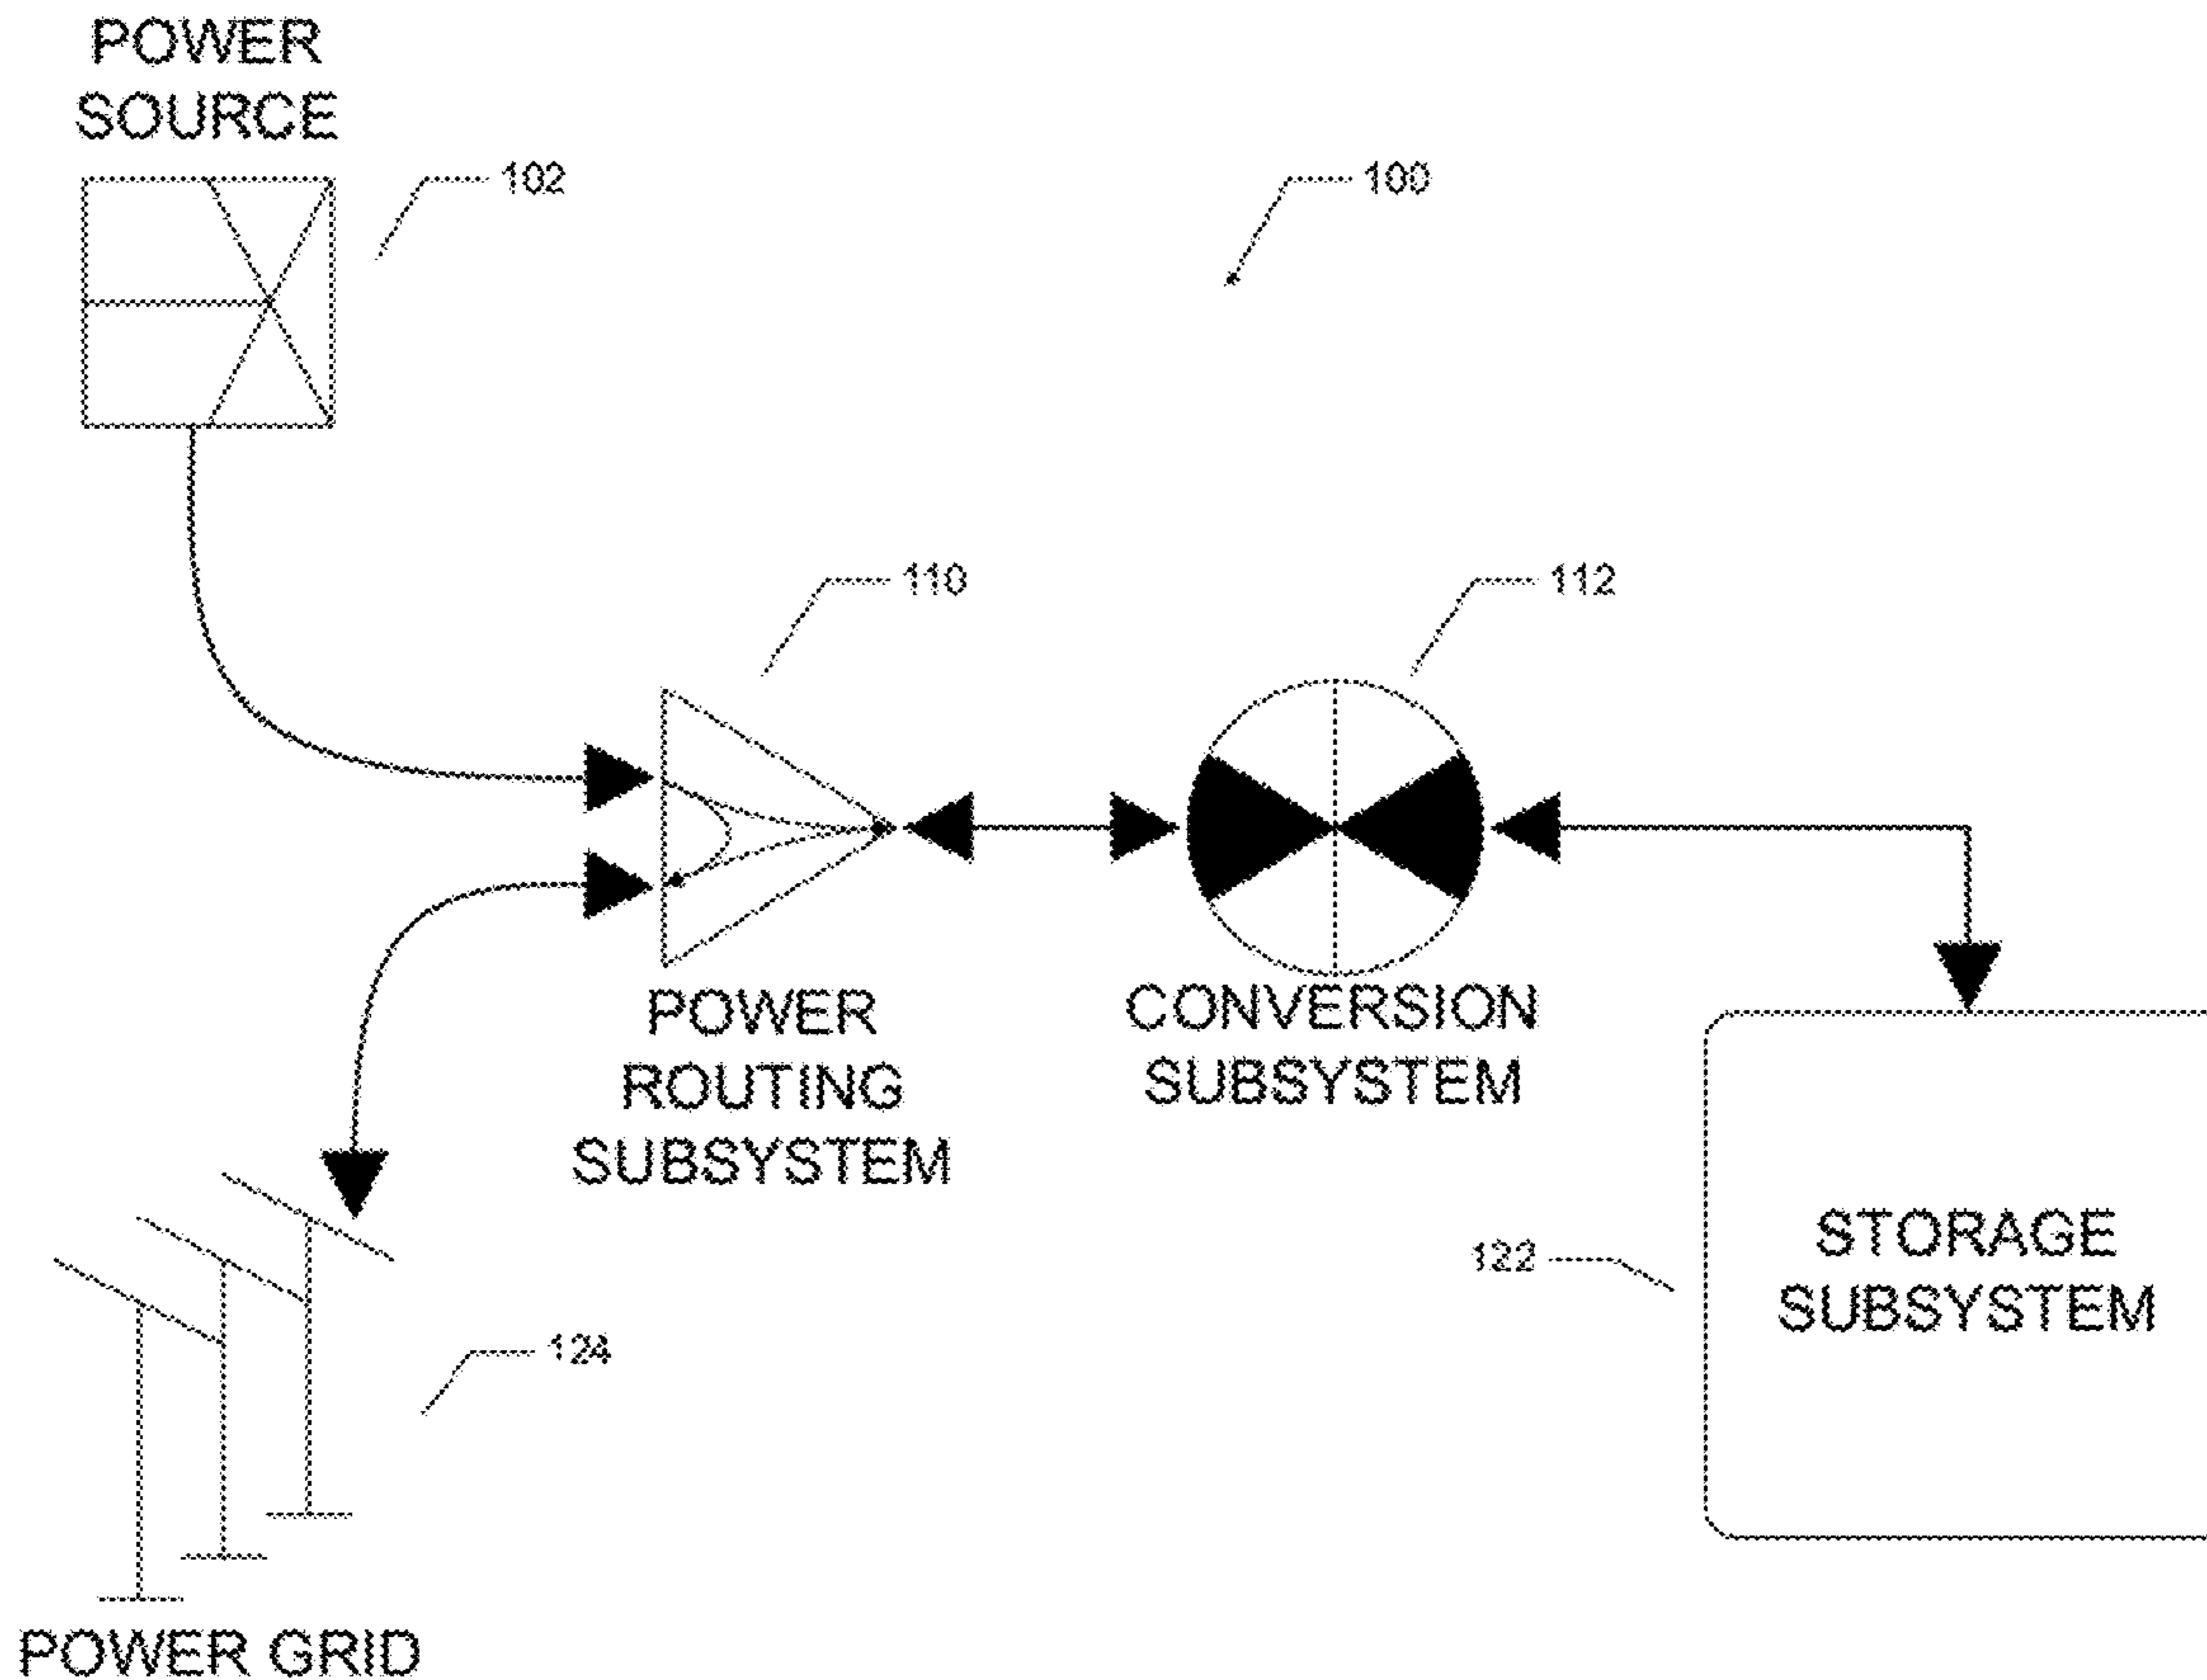 POWER
SOURCE
102
100
110
112
POWER
ROUTING
SUBSYSTEM
CONVERSION
SUBSYSTEM
STORAGE
SUBSYSTEM
122
124
POWER GRID